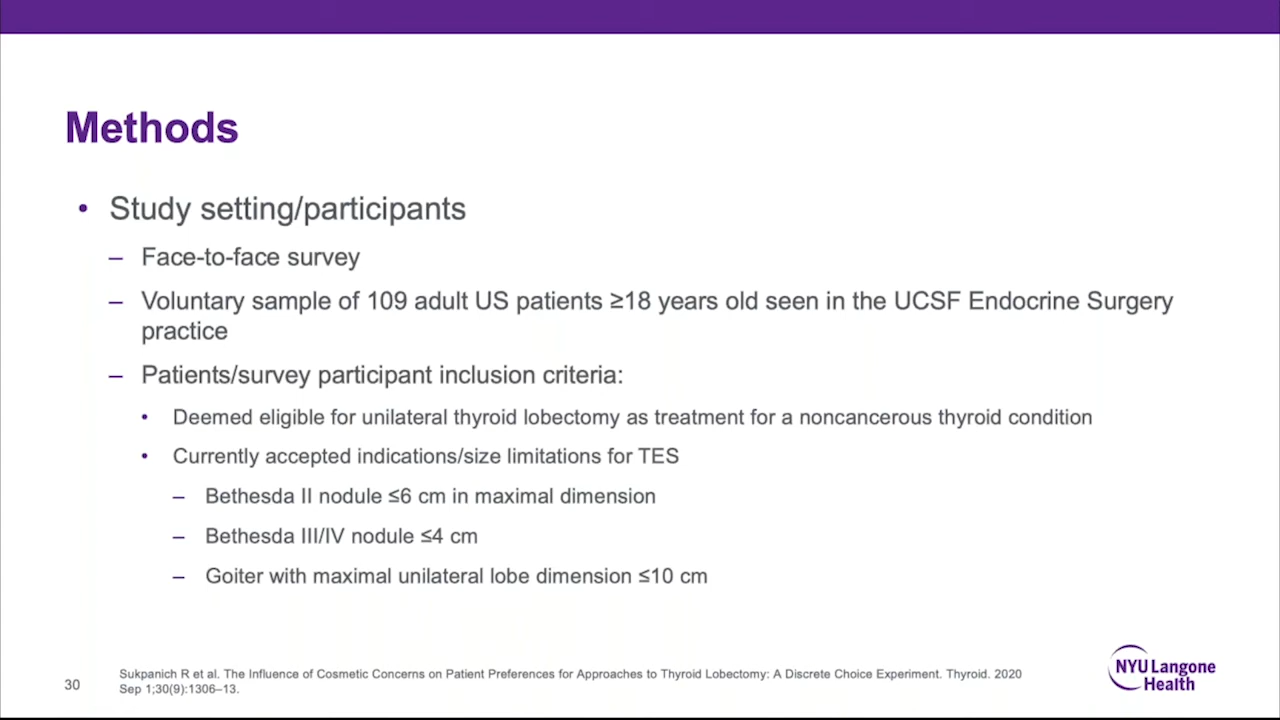 Methods
• Study setting/participants
– Face-to-face survey
– Voluntary sample of 109 adult US patients ≥18 years old seen in the UCSF Endocrine Surgery
practice
– Patients/survey participant inclusion criteria:
• Deemed eligible for unilateral thyroid lobectomy as treatment for a noncancerous thyroid condition
• Currently accepted indications/size limitations for TES
– Bethesda II nodule ≤6 cm in maximal dimension
– Bethesda III/IV nodule ≤4 cm
– Goiter with maximal unilateral lobe dimension ≤10 cm
30
Sukpanich R et al. The Influence of Cosmetic Concerns on Patient Preferences for Approaches to Thyroid Lobectomy: A Discrete Choice Experiment. Thyroid. 2020
Sep 1;30(9):1306–13.
NYU Langone
Health